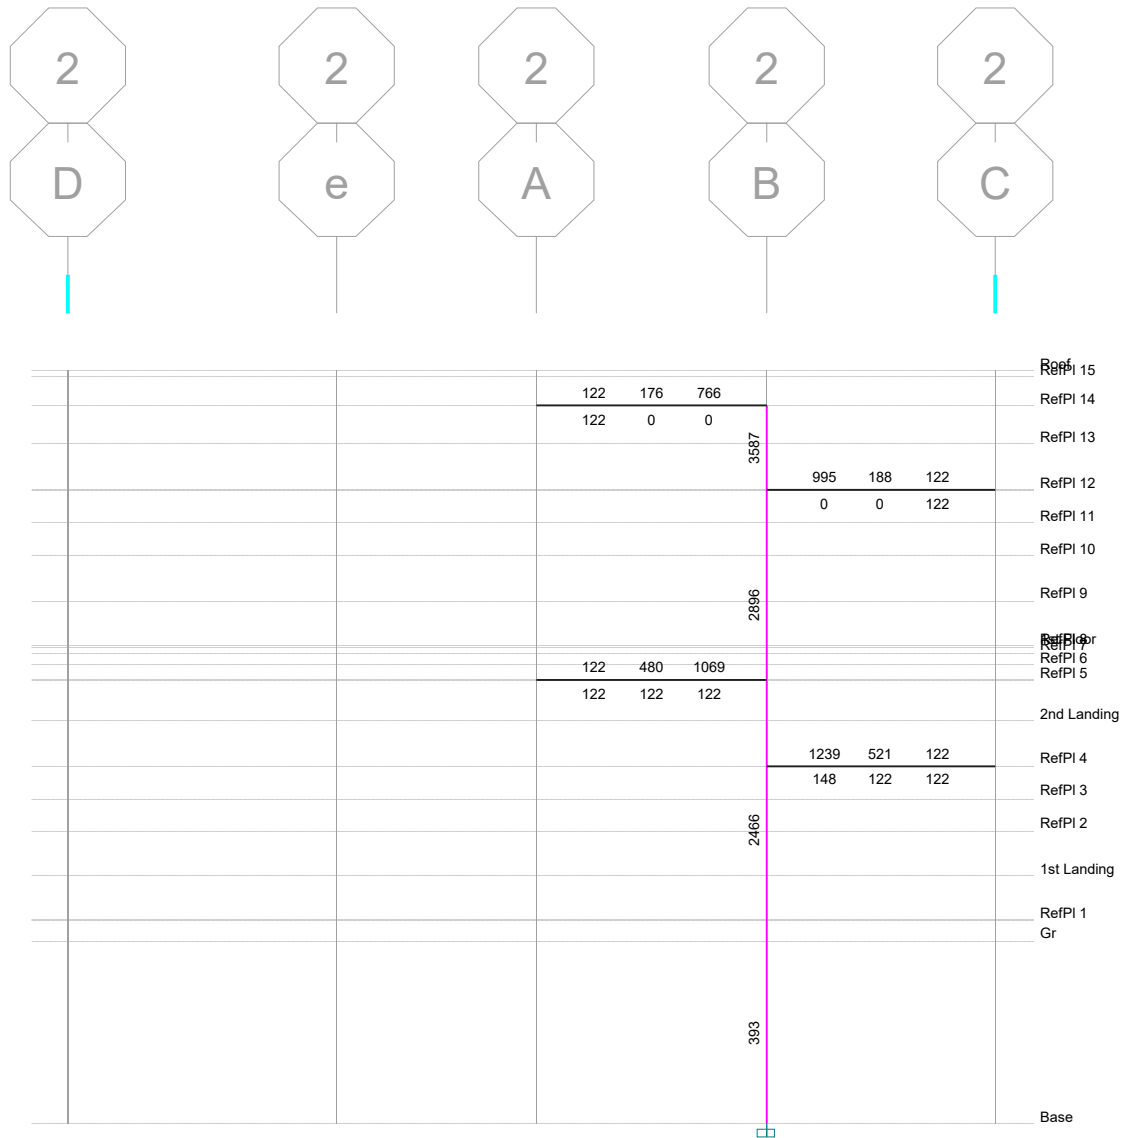 2 2 2 2 2
D e A B C
Roof
RefPl 15
122 176 766
RefPl 14
122 0 0
3587
RefPl 13
995 188 122
RefPl 12
0 0 122
RefPl 11
RefPl 10
RefPl 9
2896
RefPl 7
RefPl 6
122 480 1069
RefPl 5
122 122 122
2nd Landing
1239 521 122
RefPl 4
148 122 122
RefPl 3
RefPl 2
2466
1st Landing
RefPl 1
Gr
393
Base